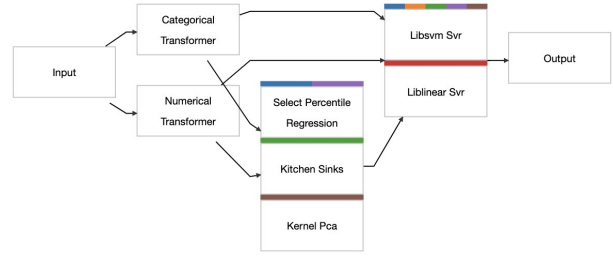 Categorical
Transformer
Input
Numerical
Transformer
Select Percentile
Regression
Kitchen Sinks
Kernel Pca
Libsvm Svr
Liblinear Svr
Output